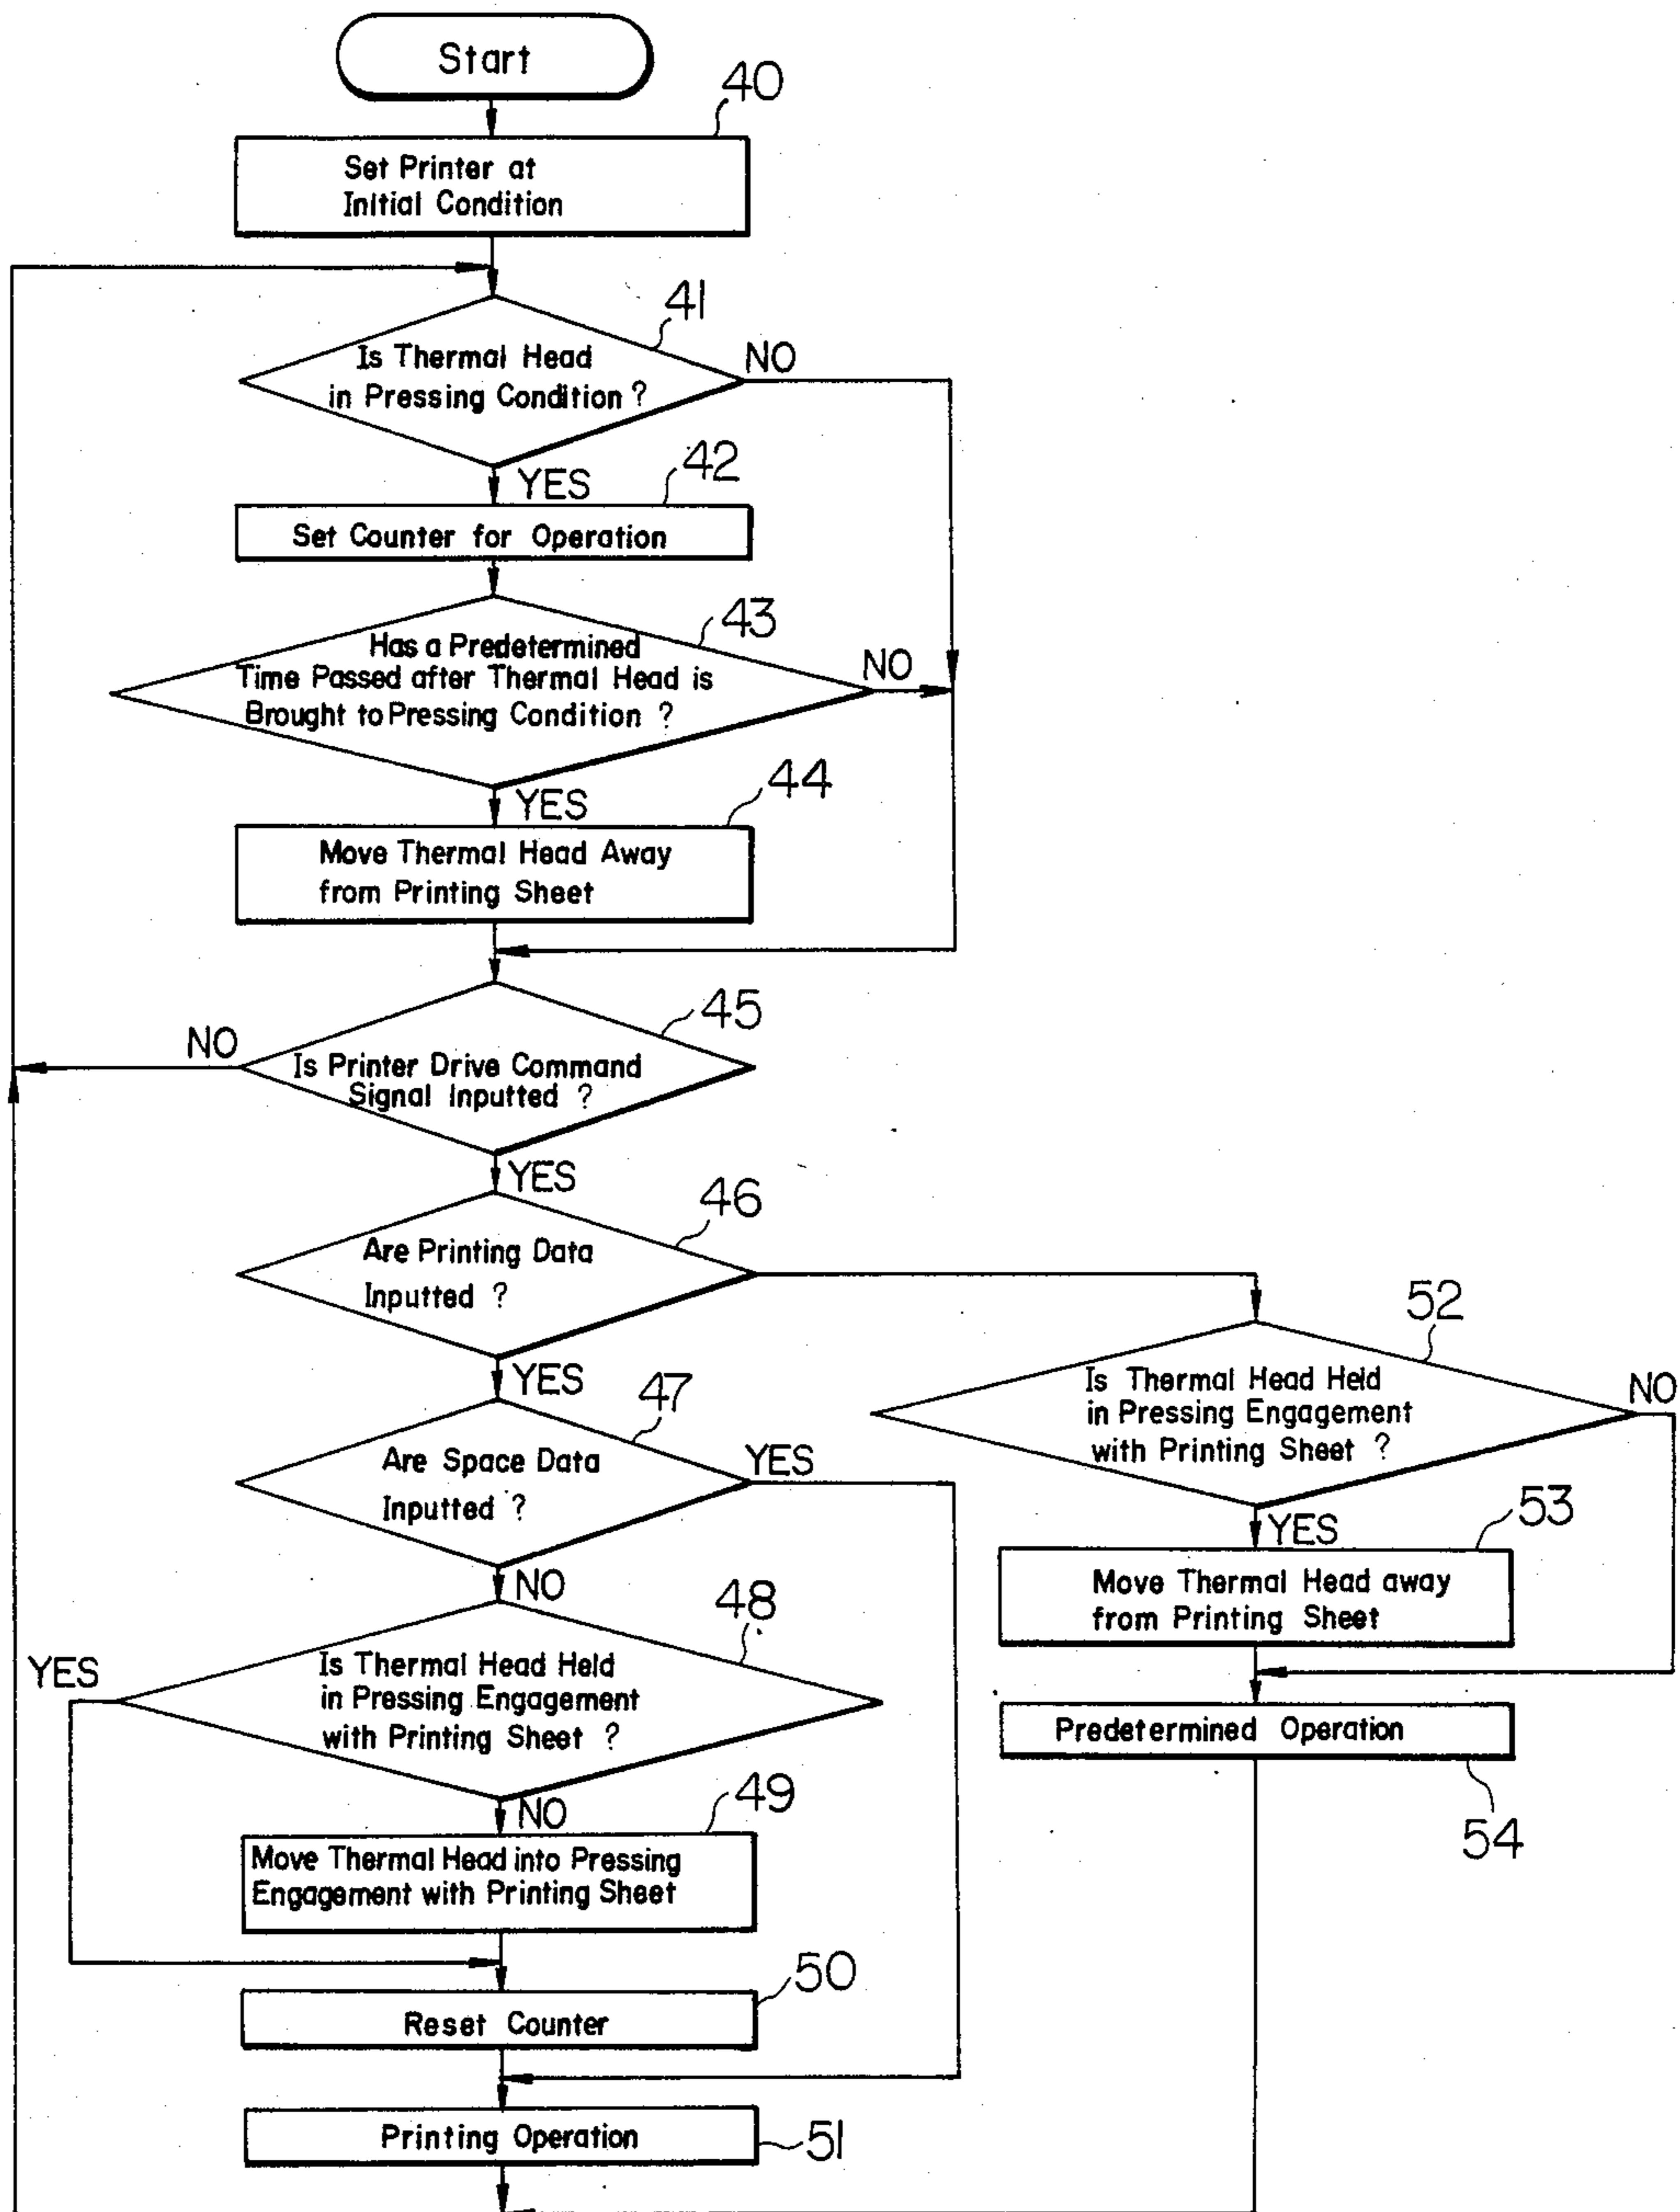 Start
40
Set Printer at
Initial Condition
41
Is Thermal Head
in Pressing Condition ?
NO
YES
42
Set Counter for Operation
43
Has a Predetermined
Time Passed after Thermal Head is
Brought to Pressing Condition ?
NO
YES
44
Move Thermal Head Away
from Printing Sheet
45
NO
Is Printer Drive Command
Signal Inputted ?
YES
46
Are Printing Data
Inputted ?
YES
47
Are Space Data
Inputted ?
YES
NO
48
YES
Is Thermal Head Held
in Pressing Engagement
with Printing Sheet ?
NO
49
Move Thermal Head into Pressing
Engagement with Printing Sheet
50
Reset Counter
Printing Operation
51
52
Is Thermal Head Held
in Pressing Engagement
with Printing Sheet ?
NO
YES
53
Move Thermal Head away
from Printing Sheet
Predetermined Operation
54